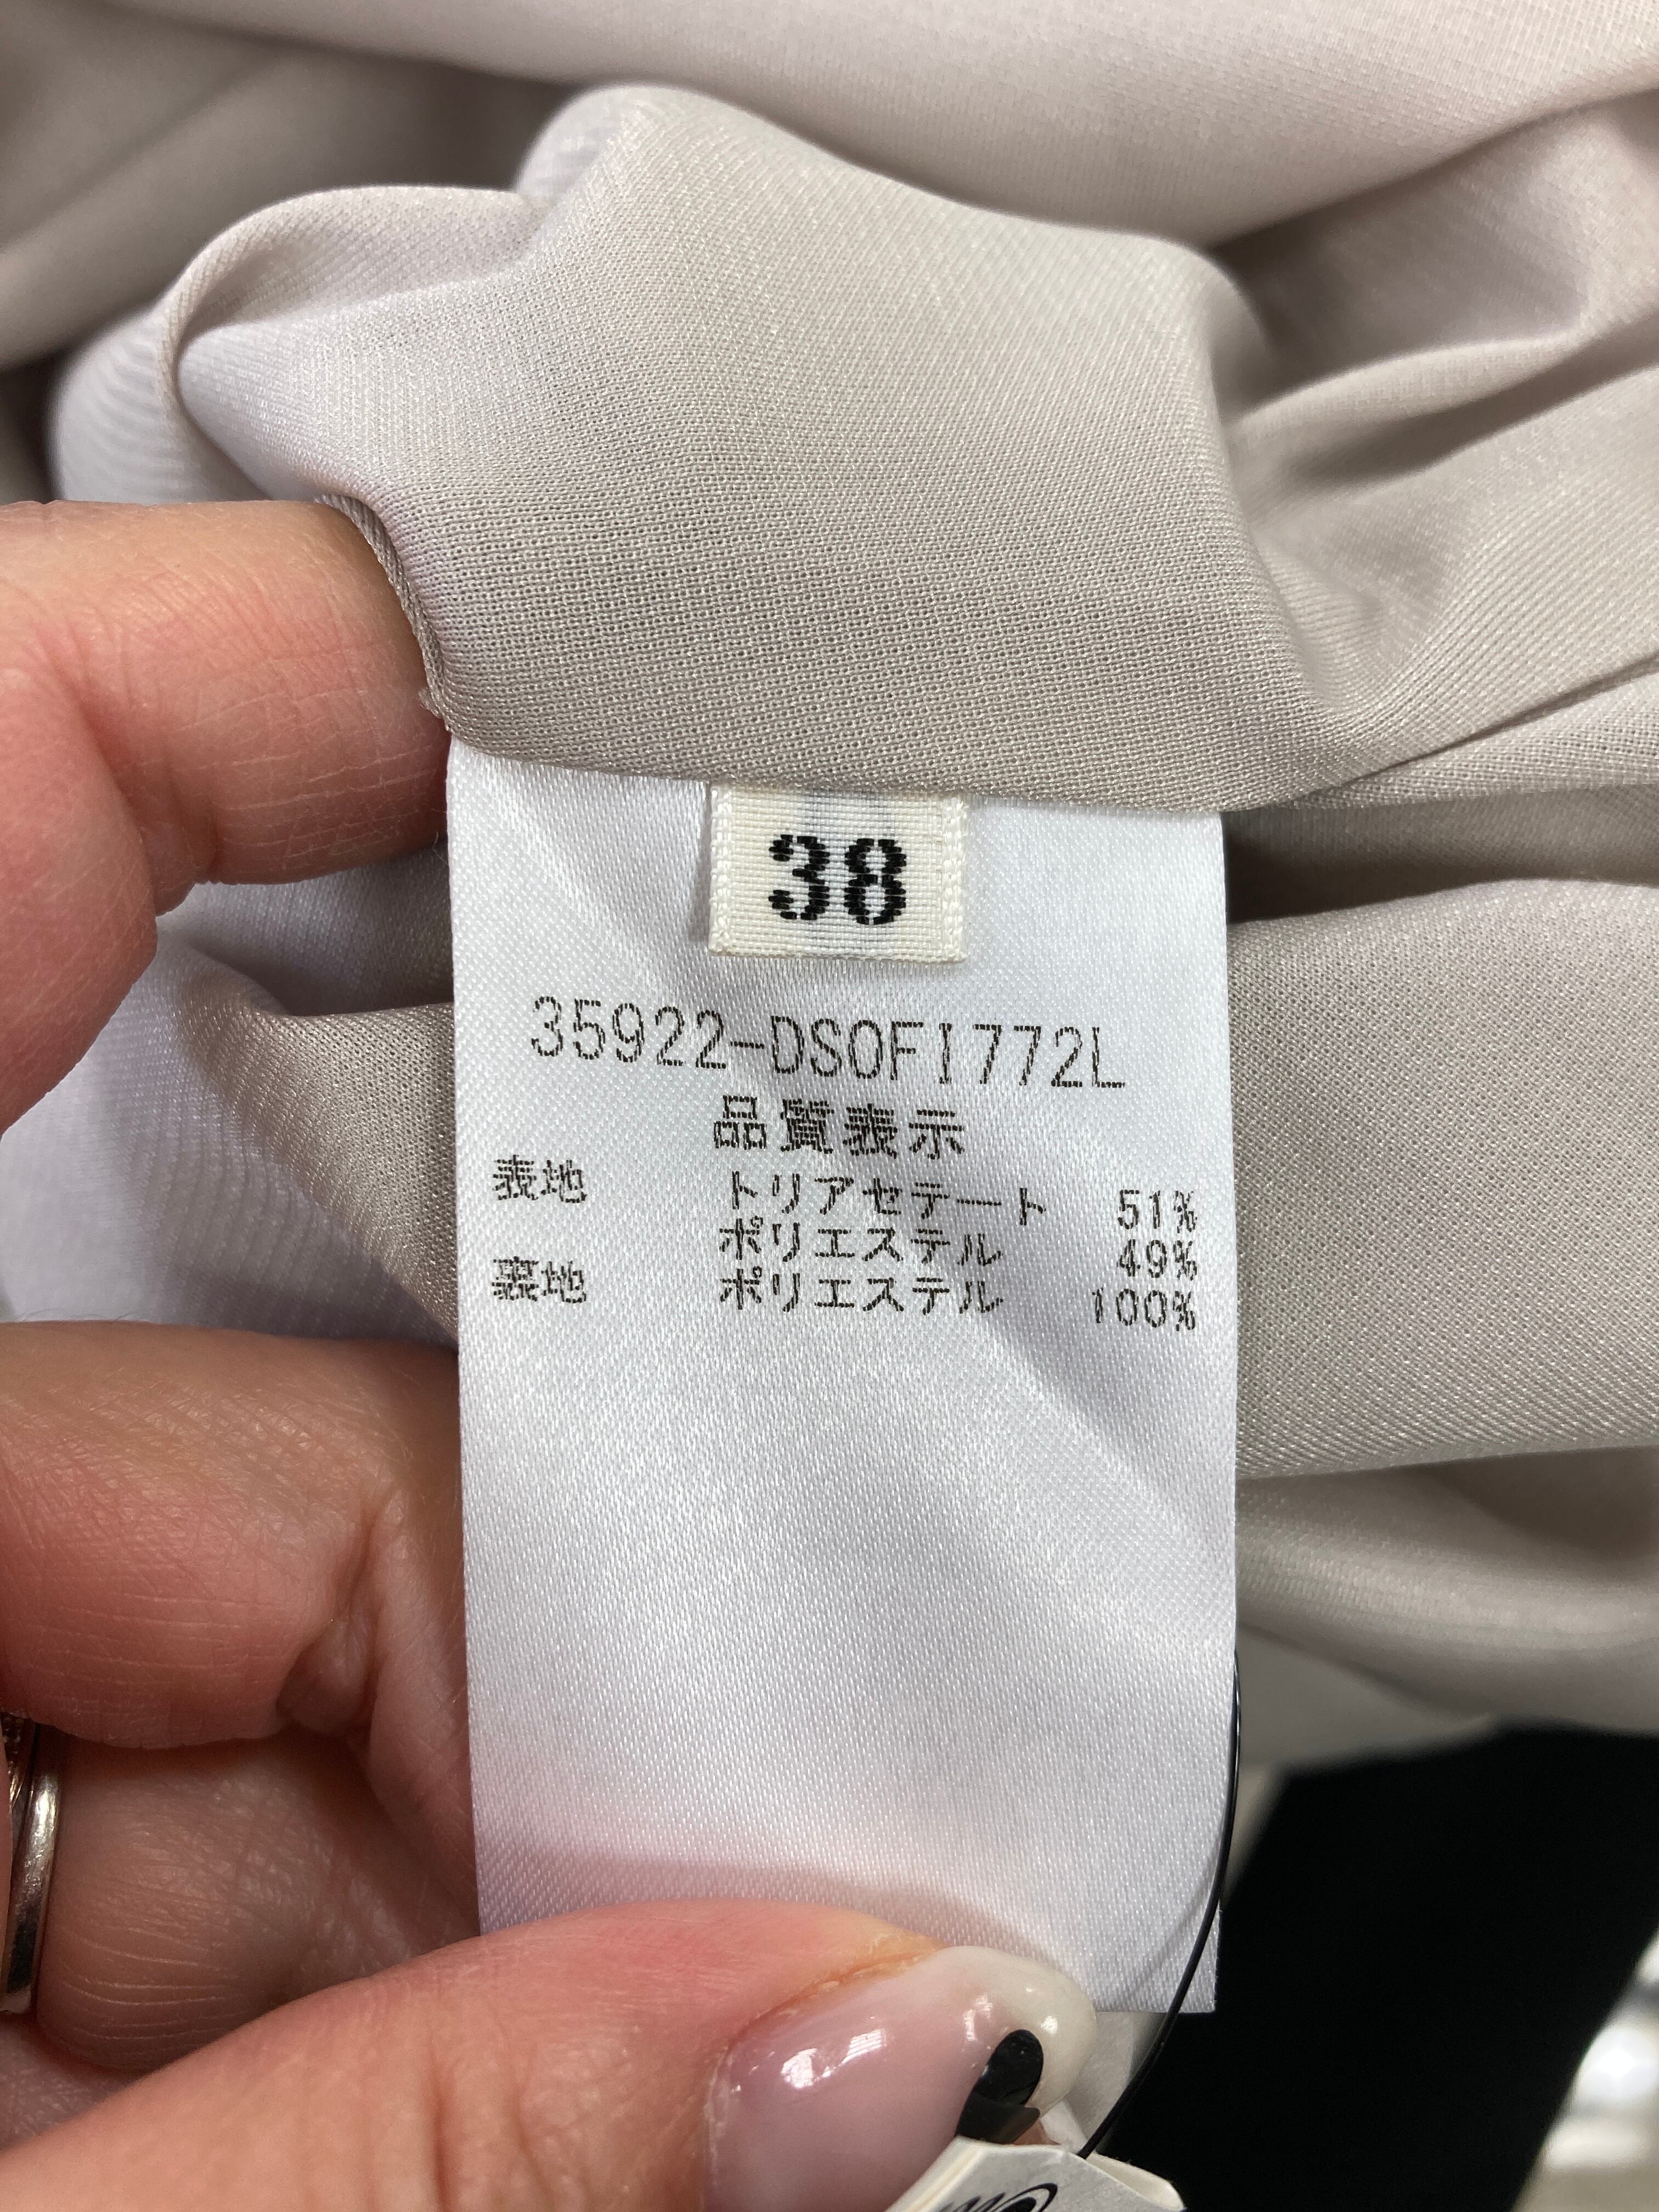 38
35922-DSOFI772L
品質表示
表地 トリアセテート 51%
ポリエステル 49%
裏地 ポリエステル 100%